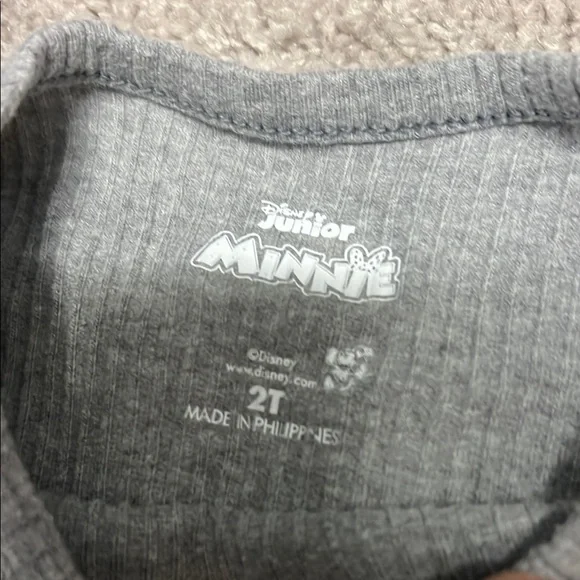 Disney
Junior
MINNIE
©Disney
www.disney.com
2T
MADE IN PHILIPPINES